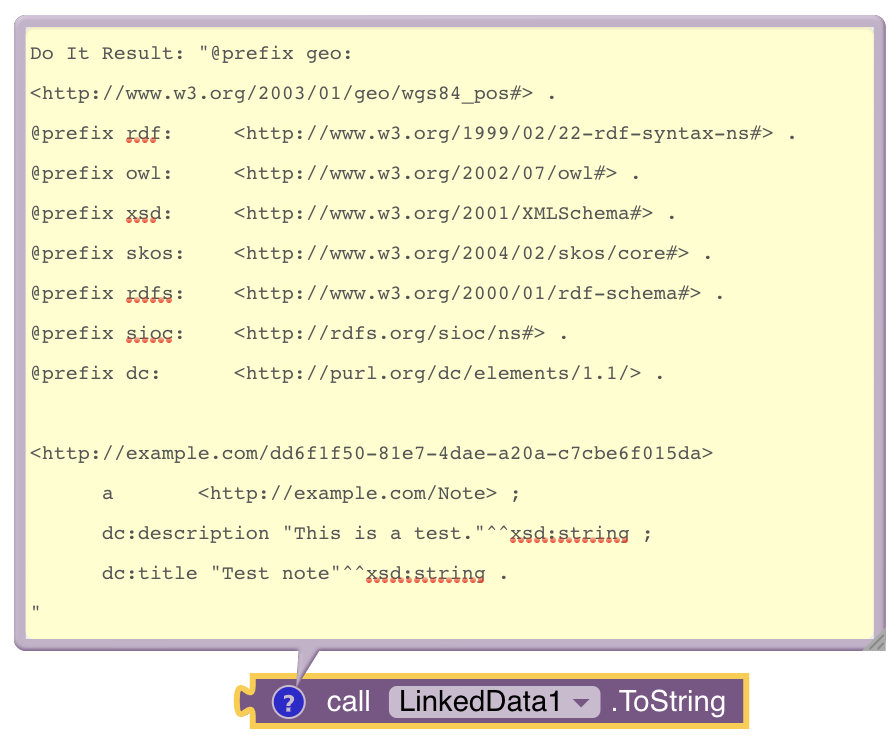 Do It Result: "@prefix geo:
<http://www.w3.org/2003/01/geo/wgs84_pos#> .
@prefix rdf:     <http://www.w3.org/1999/02/22-rdf-syntax-ns#> .
@prefix owl:     <http://www.w3.org/2002/07/owl#> .
@prefix xsd:     <http://www.w3.org/2001/XMLSchema#> .
@prefix skos:    <http://www.w3.org/2004/02/skos/core#> .
@prefix rdfs:    <http://www.w3.org/2000/01/rdf-schema#> .
@prefix sioc:    <http://rdfs.org/sioc/ns#> .
@prefix dc:      <http://purl.org/dc/elements/1.1/> .

<http://example.com/dd6f1f50-81e7-4dae-a20a-c7cbe6f015da>
      a       <http://example.com/Note> ;
      dc:description "This is a test."^^xsd:string ;
      dc:title "Test note"^^xsd:string .
"
? call LinkedData1 .ToString